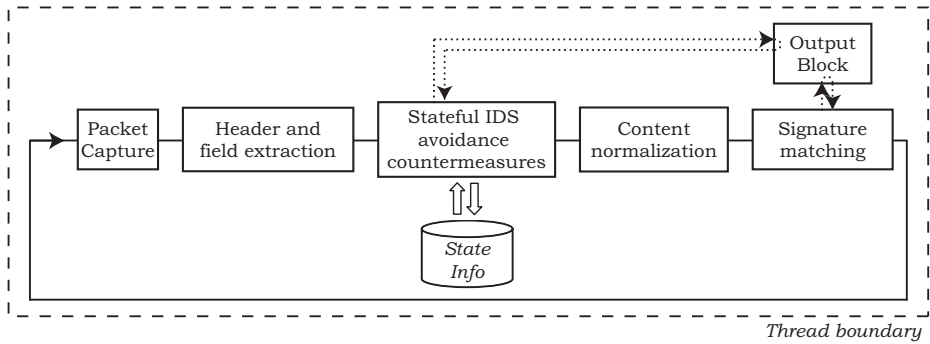 Output
Block
Packet
Capture
Header and
field extraction
Stateful IDS
avoidance
countermeasures
Content
normalization
Signature
matching
State
Info
Thread boundary